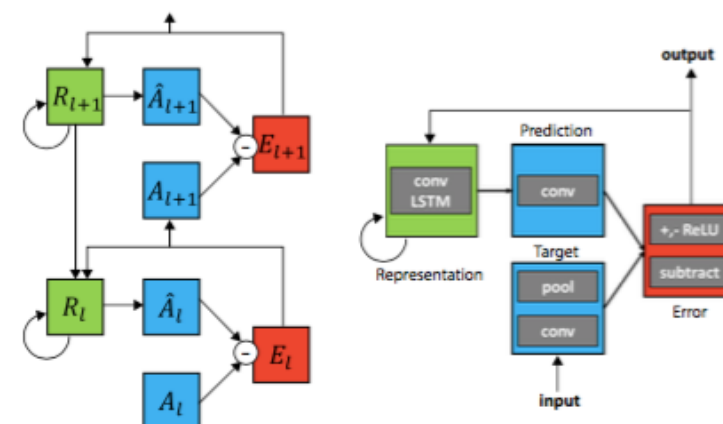 R_{l+1}
Â_{l+1}
-
E_{l+1}
A_{l+1}
R_l
Â_l
-
E_l
A_l
output
Prediction
conv
LSTM
conv
Representation
Target
pool
conv
+,- ReLU
subtract
Error
input